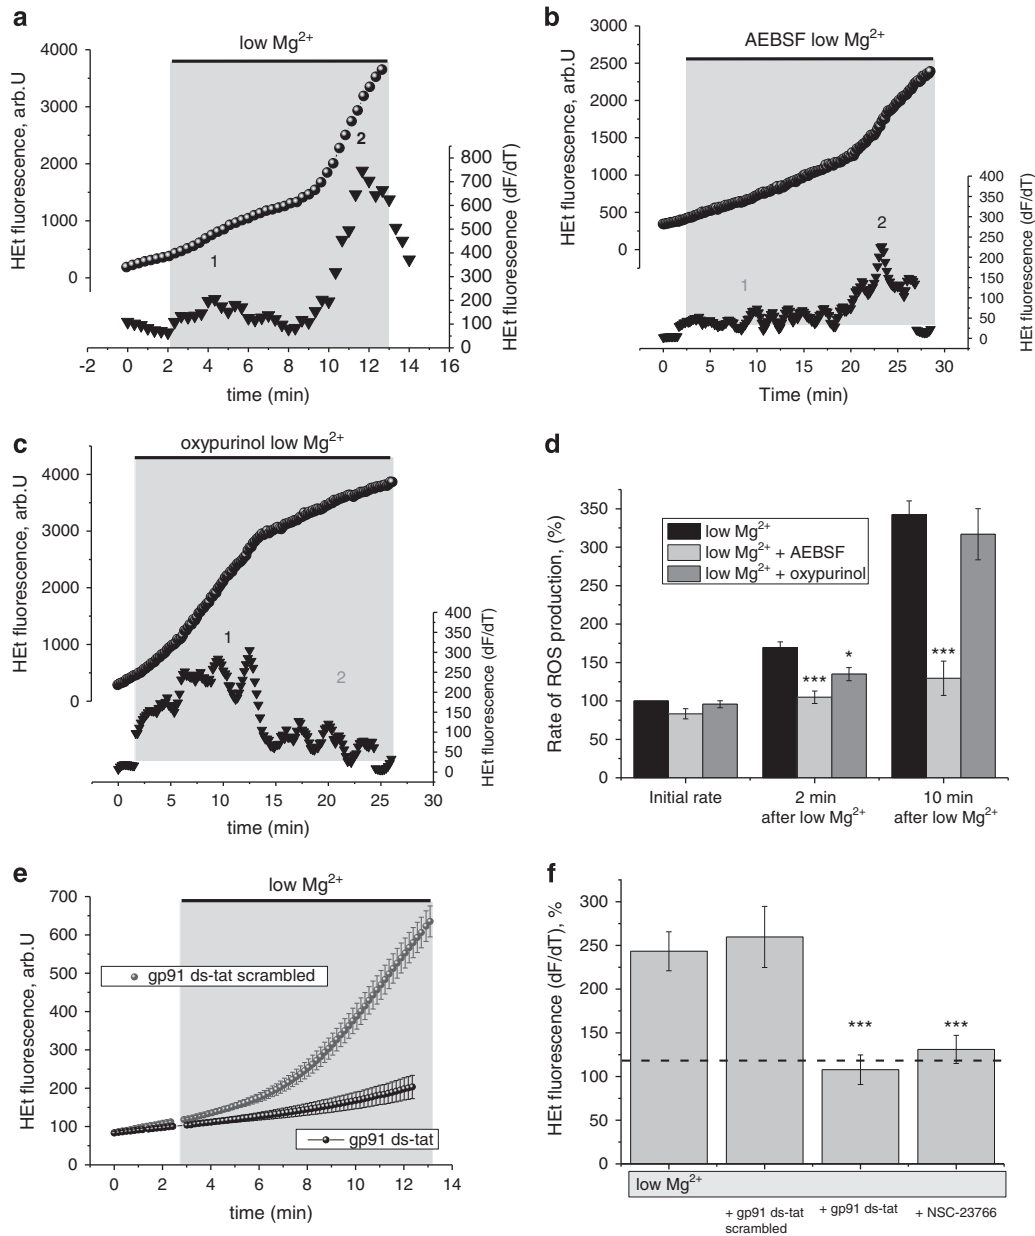 a
low Mg2+
HEt fluorescence, arb.U
4000
3000
2000
1000
0
1
2
800
700
600
500
400
300
200
100
0
HEt fluorescence (dF/dT)
-2 0 2 4 6 8 10 12 14 16
time (min)
b
AEBSF low Mg2+
HEt fluorescence, arb.U
3000
2500
2000
1500
1000
500
0
1
2
400
350
300
250
200
150
100
50
0
HEt fluorescence (dF/dT)
0 5 10 15 20 25 30
Time (min)
c
oxypurinol low Mg2+
HEt fluorescence, arb.U
4000
3000
2000
1000
0
1
2
400
350
300
250
200
150
100
50
0
HEt fluorescence (dF/dT)
0 5 10 15 20 25 30
time (min)
d
Rate of ROS production, (%)
350
300
250
200
150
100
75
50
0
low Mg2+
low Mg2+ + AEBSF
low Mg2+ + oxypurinol
***
*
***
Initial rate
2 min
after low Mg2+
10 min
after low Mg2+
e
low Mg2+
HEt fluorescence, arb.U
700
600
500
400
300
200
100
0
gp91 ds-tat scrambled
gp91 ds-tat
0 2 4 6 8 10 12 14
time (min)
f
HEt fluorescence (dF/dT), %
300
250
200
150
100
50
0
***
***
low Mg2+
+ gp91 ds-tat
scrambled
+ gp91 ds-tat
+ NSC-23766